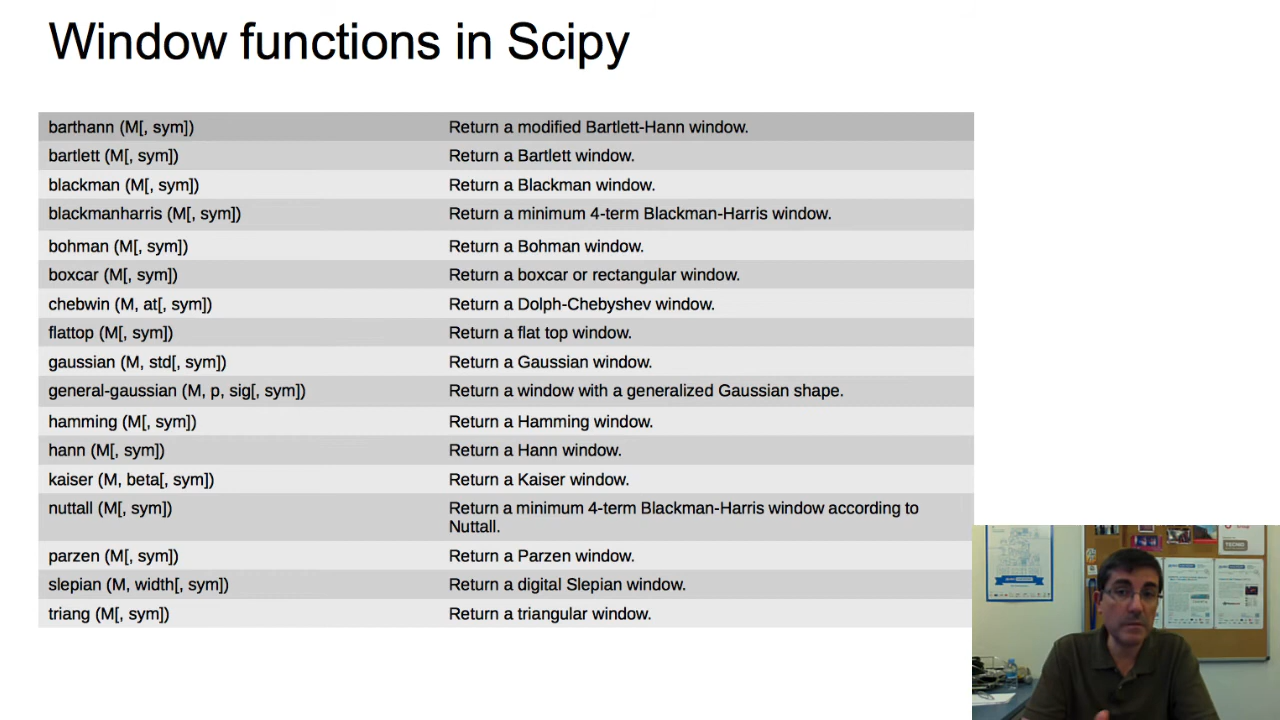 Window functions in Scipy
barthann (M[, sym]) Return a modified Bartlett-Hann window.
bartlett (M[, sym]) Return a Bartlett window.
blackman (M[, sym]) Return a Blackman window.
blackmanharris (M[, sym]) Return a minimum 4-term Blackman-Harris window.
bohman (M[, sym]) Return a Bohman window.
boxcar (M[, sym]) Return a boxcar or rectangular window.
chebwin (M, at[, sym]) Return a Dolph-Chebyshev window.
flattop (M[, sym]) Return a flat top window.
gaussian (M, std[, sym]) Return a Gaussian window.
general-gaussian (M, p, sig[, sym]) Return a window with a generalized Gaussian shape.
hamming (M[, sym]) Return a Hamming window.
hann (M[, sym]) Return a Hann window.
kaiser (M, beta[, sym]) Return a Kaiser window.
nuttall (M[, sym]) Return a minimum 4-term Blackman-Harris window according to
Nuttall.
parzen (M[, sym]) Return a Parzen window.
slepian (M, width[, sym]) Return a digital Slepian window.
triang (M[, sym]) Return a triangular window.